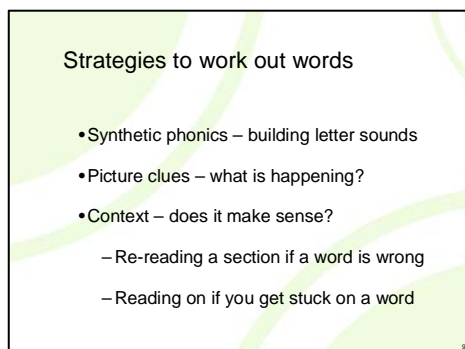 Strategies to work out words
•Synthetic phonics – building letter sounds
•Picture clues – what is happening?
•Context – does it make sense?
–Re-reading a section if a word is wrong
–Reading on if you get stuck on a word